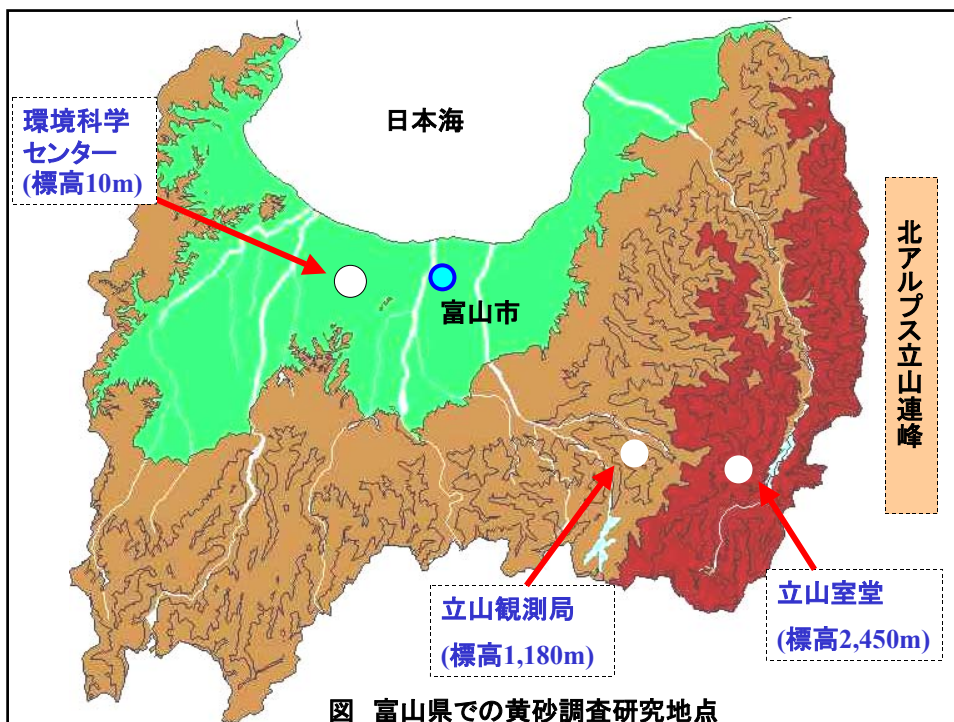 日本海
環境科学
センター
(標高10m)
富山市
北アルプス立山連峰
立山観測局
(標高1,180m)
立山室堂
(標高2,450m)
図 富山県での黄砂調査研究地点